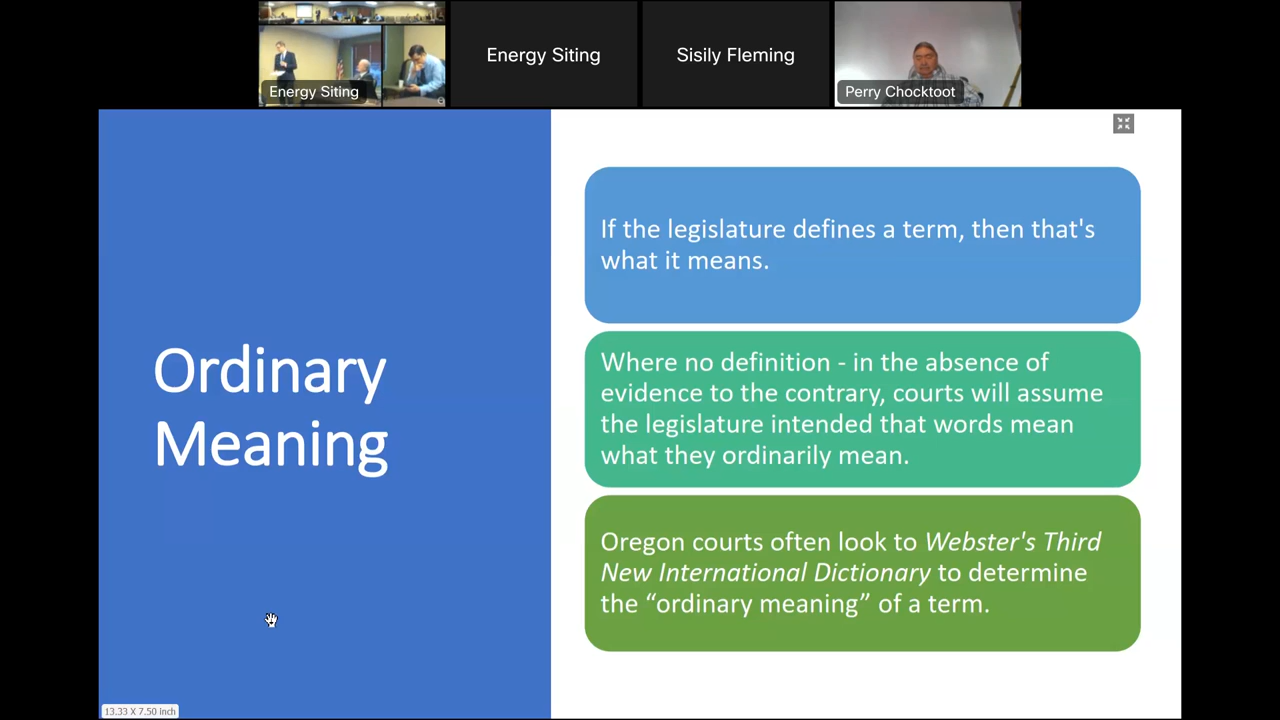 Energy Siting
Energy Siting
Sisily Fleming
Perry Chocktoot
Ordinary
Meaning
If the legislature defines a term, then that's
what it means.
Where no definition - in the absence of
evidence to the contrary, courts will assume
the legislature intended that words mean
what they ordinarily mean.
Oregon courts often look to Webster's Third
New International Dictionary to determine
the “ordinary meaning” of a term.
13.33 X 7.50 inch